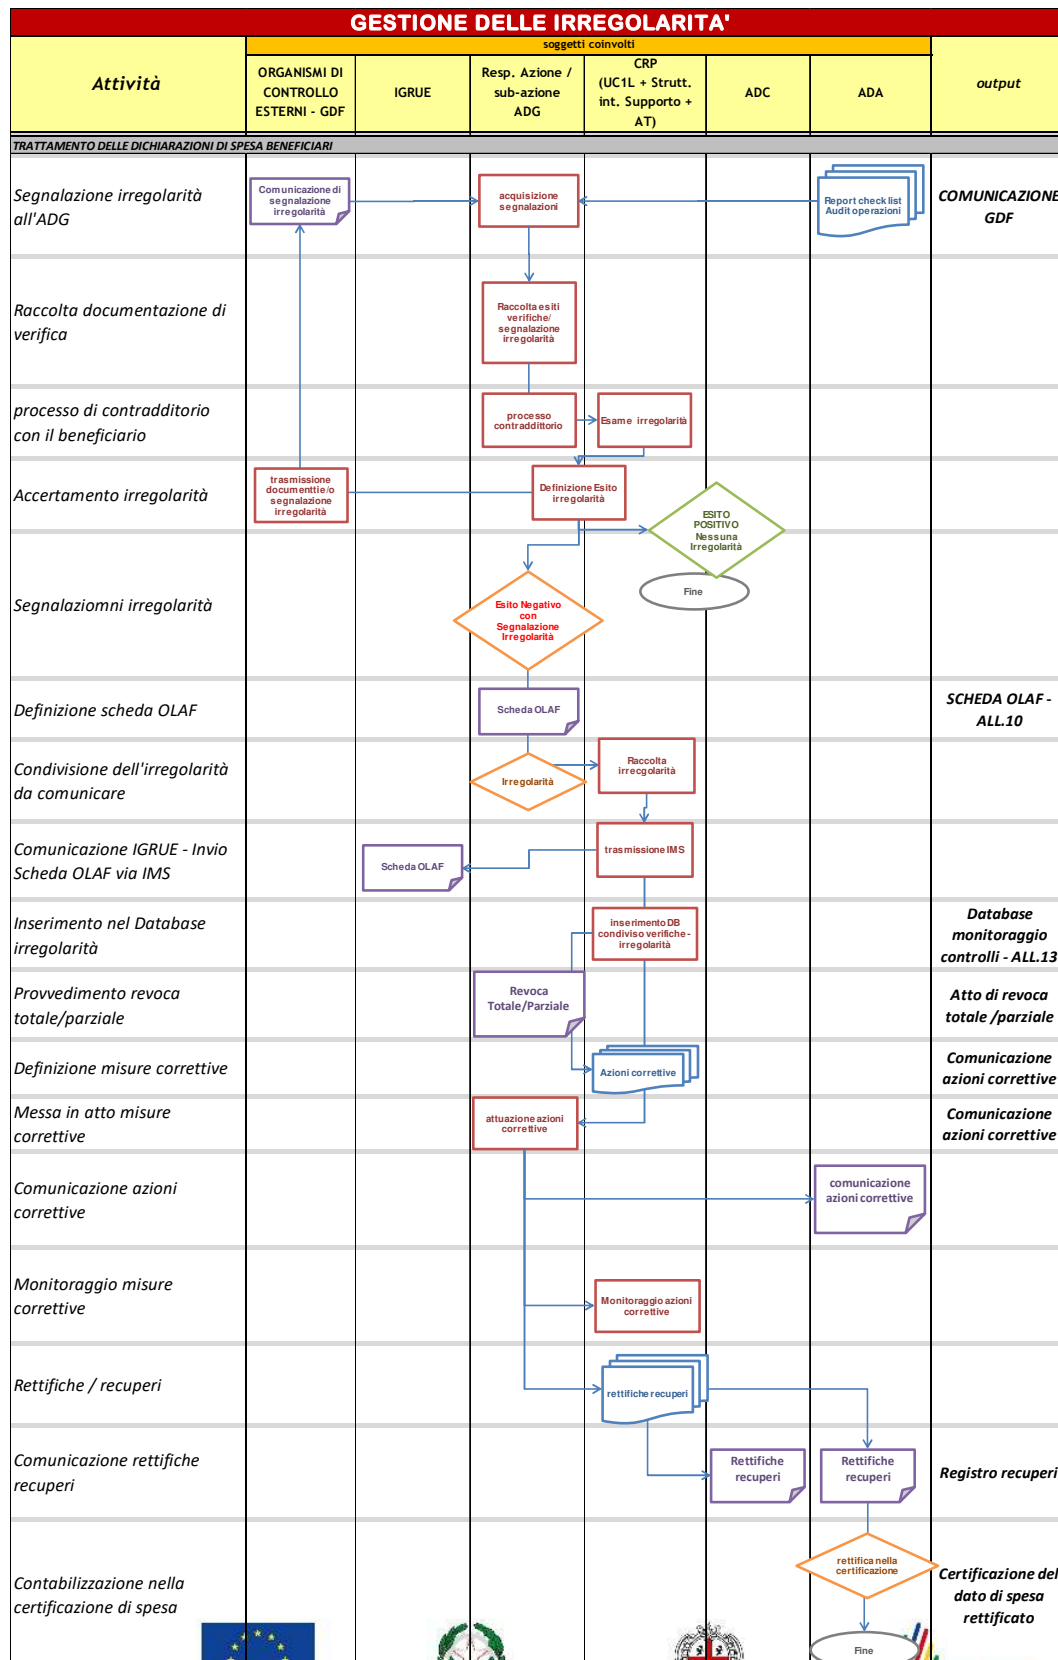 GESTIONE DELLE IRREGOLARITA'
soggetti coinvolti
Attività
ORGANISMI DI
CONTROLLO
ESTERNI - GDF
IGRUE
Resp. Azione /
sub-azione
ADG
CRP
(UC1L + Strutt.
int. Supporto +
AT)
ADC
ADA
output
TRATTAMENTO DELLE DICHIARAZIONI DI SPESA BENEFICIARI
Segnalazione irregolarità
all'ADG
Comunicazione di
segnalazione
irregolarità
acquisizione
segnalazioni
Report check list
Audit operazioni
COMUNICAZIONE
GDF
Raccolta documentazione di
verifica
Raccolta esiti
verifiche/
segnalazione
irregolarità
processo di contradditorio
con il beneficiario
processo
contraddittorio
Esame irregolarità
Accertamento irregolarità
trasmissione
documentti e/o
segnalazione
irregolarità
Definizione Esito
irregolarità
ESITO
POSITIVO
Nessuna
Irregolarità
Segnalaziomni irregolarità
Esito Negativo
con
Segnalazione
Irregolarità
Fine
Definizione scheda OLAF
Scheda OLAF
SCHEDA OLAF -
ALL.10
Condivisione dell'irregolarità
da comunicare
Irregolarità
Raccolta
irrecgolarità
Comunicazione IGRUE - Invio
Scheda OLAF via IMS
Scheda OLAF
trasmissione IMS
Inserimento nel Database
irregolarità
inserimento DB
condiviso verifiche -
irregolarità
Database
monitoraggio
controlli - ALL.13
Provvedimento revoca
totale/parziale
Revoca
Totale/Parziale
Atto di revoca
totale /parziale
Definizione misure correttive
Azioni correttive
Comunicazione
azioni correttive
Messa in atto misure
correttive
attuazione azioni
correttive
Comunicazione
azioni correttive
Comunicazione azioni
correttive
comunicazione
azioni correttive
Monitoraggio misure
correttive
Monitoraggio azioni
correttive
Rettifiche / recuperi
rettifiche recuperi
Comunicazione rettifiche
recuperi
Rettifiche
recuperi
Rettifiche
recuperi
Registro recuperi
Contabilizzazione nella
certificazione di spesa
rettifica nella
certificazione
Certificazione del
dato di spesa
rettificato
Fine